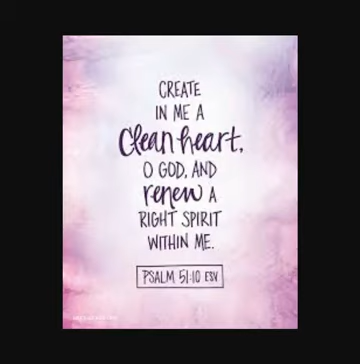 CREATE
IN ME A
Clean heart,
O GOD, AND
renew A
RIGHT SPIRIT
WITHIN ME.
PSALM 51:10 ESV